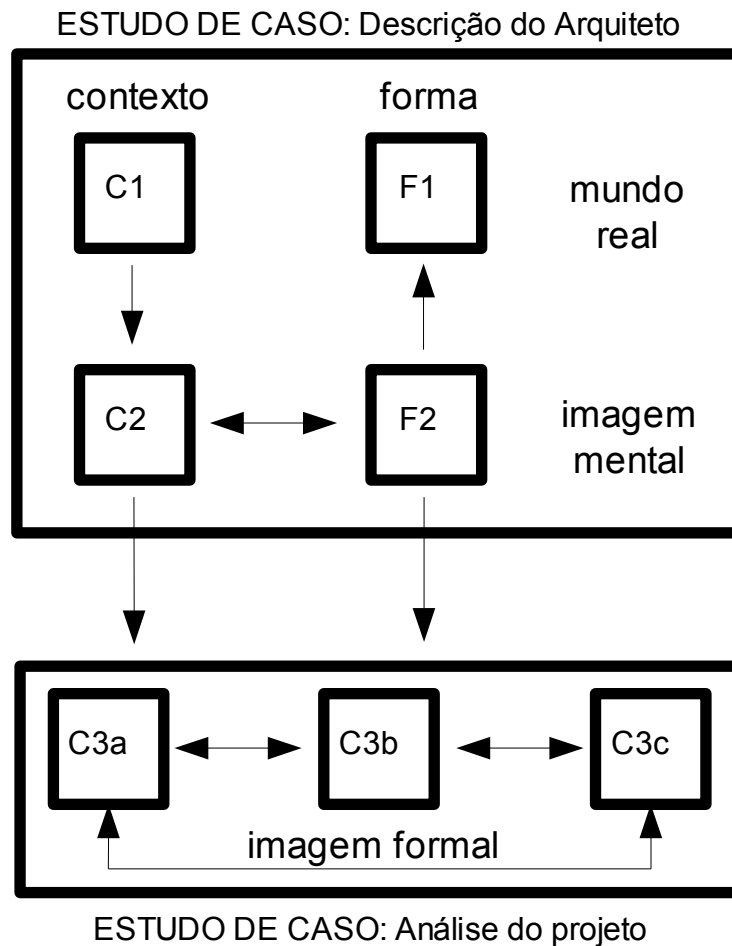 ESTUDO DE CASO: Descrição do Arquiteto
contexto forma
C1 F1 mundo
real
C2 F2 imagem
mental
C3a C3b C3c
imagem formal
ESTUDO DE CASO: Análise do projeto